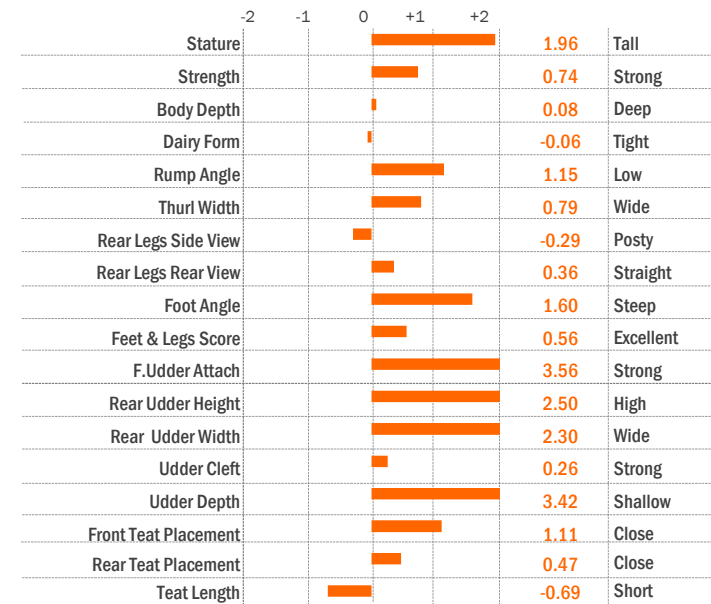 -2 -1 0 +1 +2
Stature 1.96 Tall
Strength 0.74 Strong
Body Depth 0.08 Deep
Dairy Form -0.06 Tight
Rump Angle 1.15 Low
Thurl Width 0.79 Wide
Rear Legs Side View -0.29 Posty
Rear Legs Rear View 0.36 Straight
Foot Angle 1.60 Steep
Feet & Legs Score 0.56 Excellent
F.Udder Attach 3.56 Strong
Rear Udder Height 2.50 High
Rear Udder Width 2.30 Wide
Udder Cleft 0.26 Strong
Udder Depth 3.42 Shallow
Front Teat Placement 1.11 Close
Rear Teat Placement 0.47 Close
Teat Length -0.69 Short